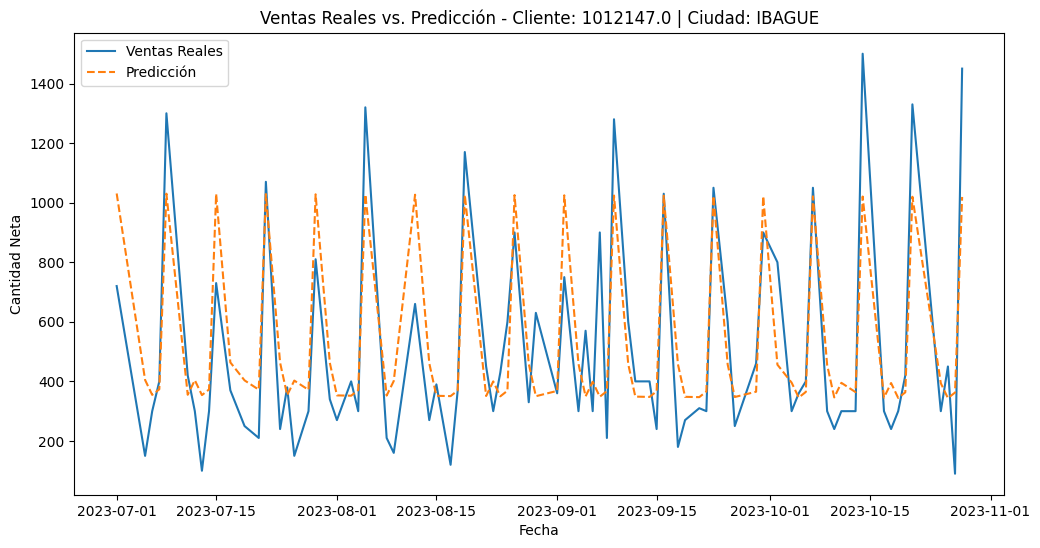 Ventas Reales vs. Predicción - Cliente: 1012147.0 | Ciudad: IBAGUE
Ventas Reales
Predicción
Cantidad Neta
1400
1200
1000
800
600
400
200
2023-07-01 2023-07-15 2023-08-01 2023-08-15 2023-09-01 2023-09-15 2023-10-01 2023-10-15 2023-11-01
Fecha